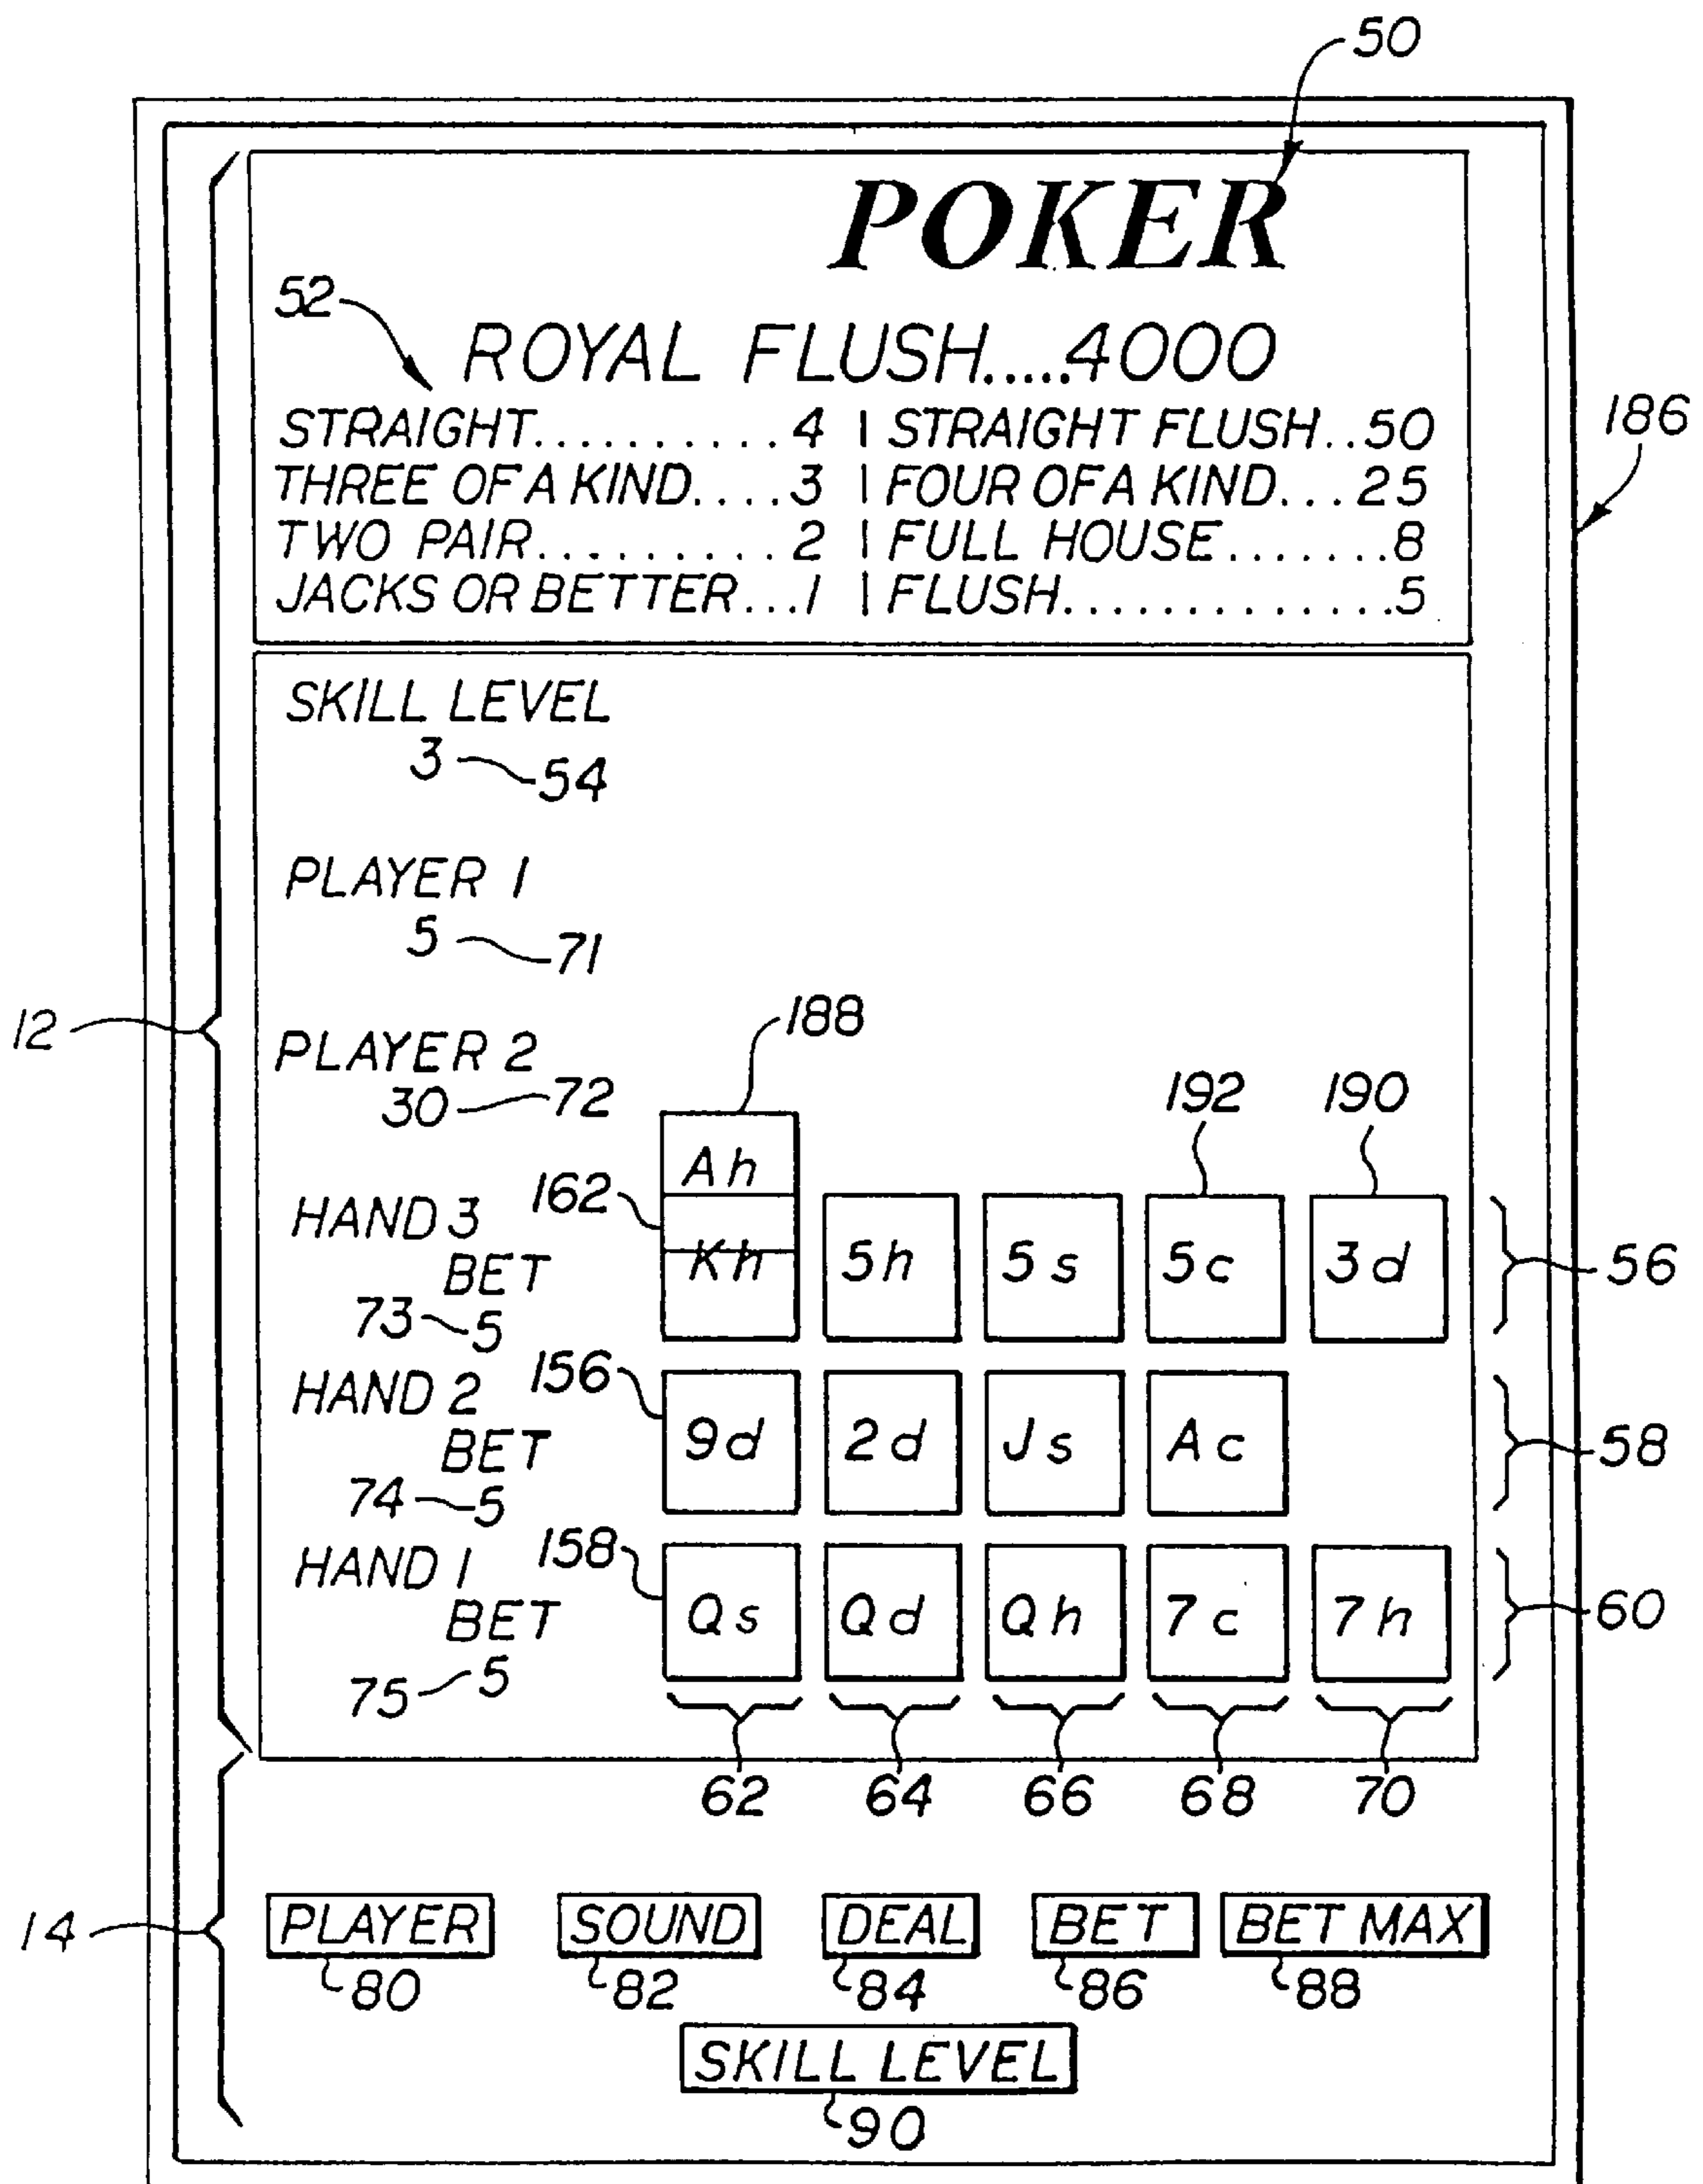 50
POKER
52
ROYAL FLUSH.....4000
STRAIGHT..........4 | STRAIGHT FLUSH..50
THREE OF A KIND....3 | FOUR OF A KIND...25
TWO PAIR.........2 | FULL HOUSE.......8
JACKS OR BETTER...1 | FLUSH.............5
186
SKILL LEVEL
3 54
PLAYER 1
5 71
12
188
PLAYER 2
30 72
192 190
Ah
HAND 3 162
BET Kh 5h 5s 5c 3d 56
73 5
HAND 2 156
BET 9d 2d Js Ac 58
74 5
HAND 1 158
BET Qs Qd Qh 7c 7h 60
75 5
62 64 66 68 70
14 PLAYER SOUND DEAL BET BET MAX
80 82 84 86 88
SKILL LEVEL
90